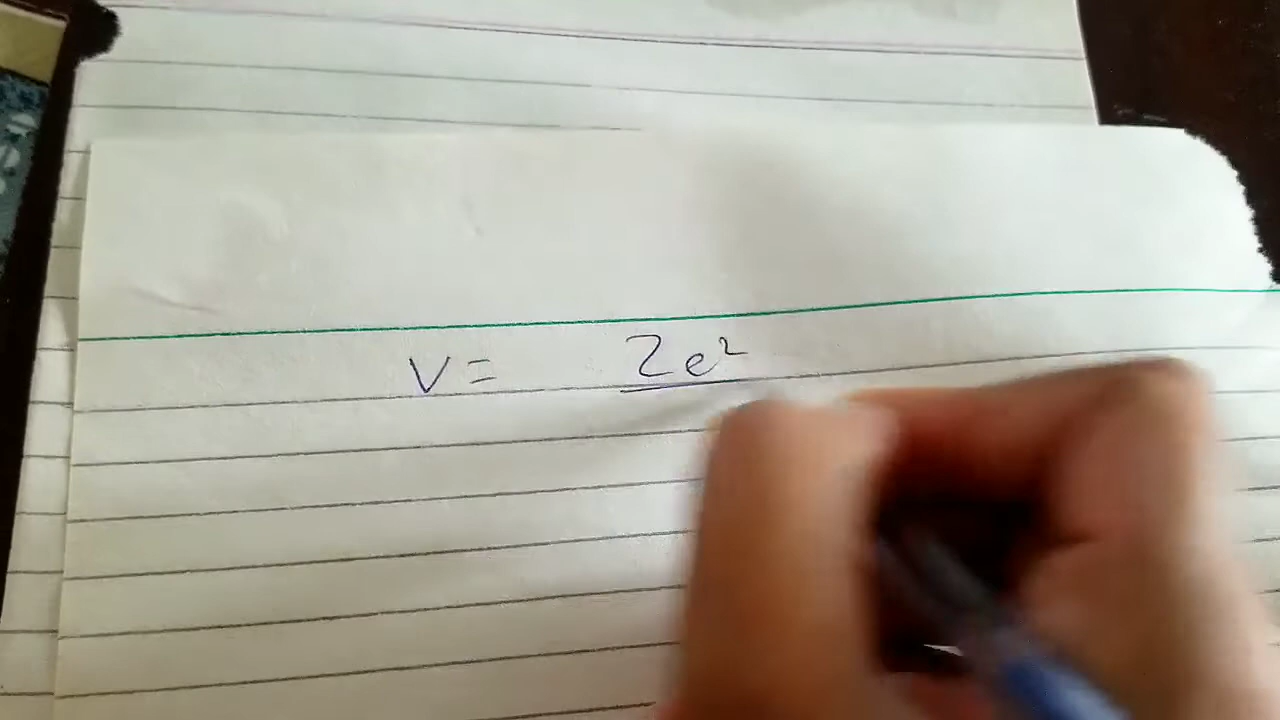 V = Ze²